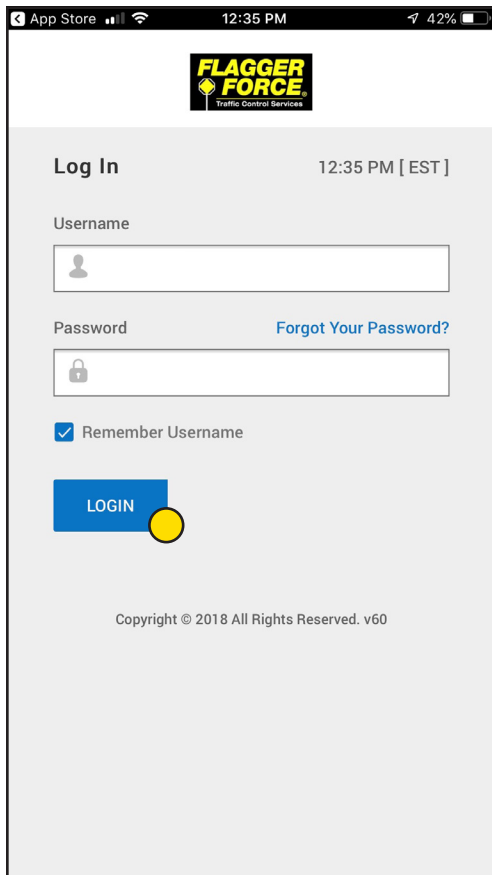 App Store 12:35 PM 42%
FLAGGER
FORCE®
Traffic Control Services
Log In 12:35 PM [ EST ]
Username
Password Forgot Your Password?
Remember Username
LOGIN
Copyright © 2018 All Rights Reserved. v60